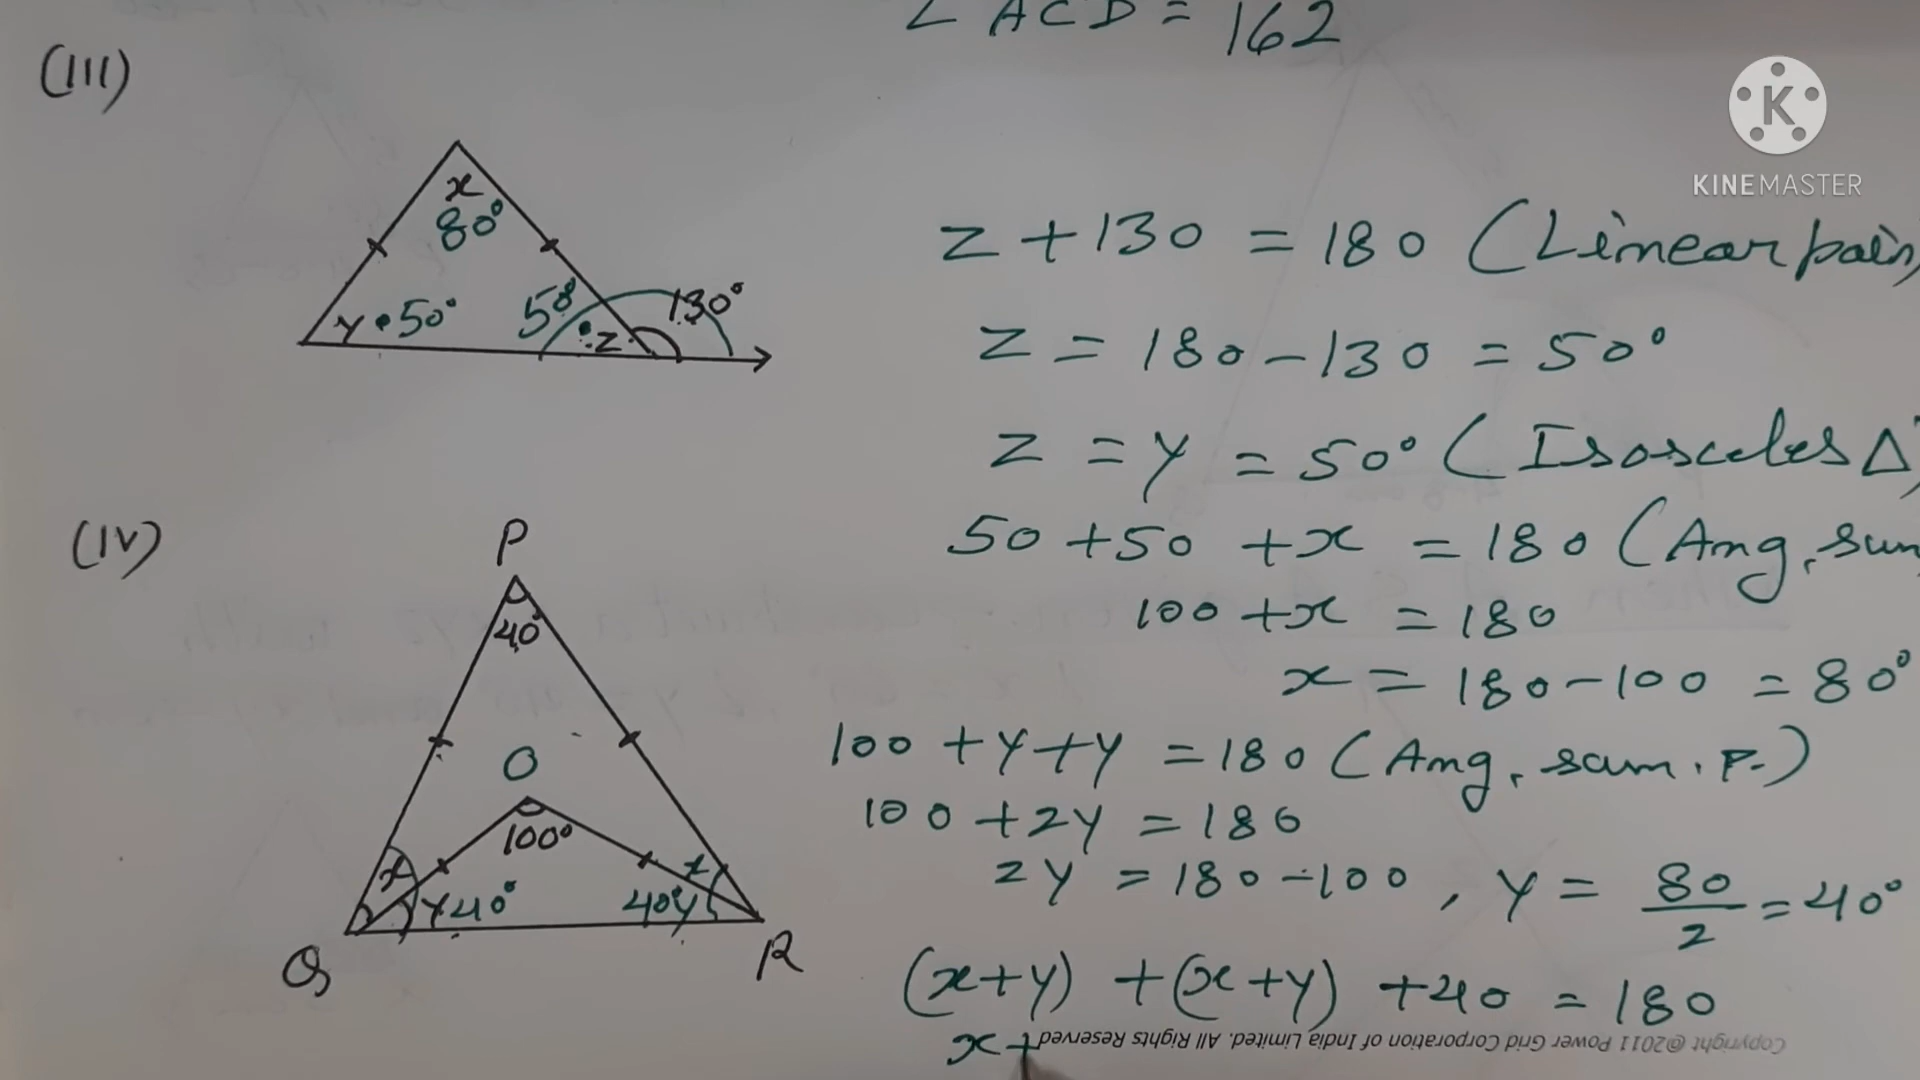 ∠ ACD = 162
(III)
x
80°
y 50°
50
z
130°
z + 130 = 180 (Linear pair)
z = 180 - 130 = 50°
z = y = 50° (Isosceles Δ)
50 + 50 + x = 180 (Ang. sum
100 + x = 180
x = 180 - 100 = 80°
(IV)
P
40°
O
100°
x
y 40°
x
40° y
Q
R
100 + y + y = 180 (Ang. sum. P.)
100 + 2y = 180
2y = 180 - 100, y = 80/2 = 40°
(x+y) + (x+y) + 40 = 180
x +
Copyright @2011 Power Grid Corporation of India Limited. All Rights Reserved
K
KINEMASTER